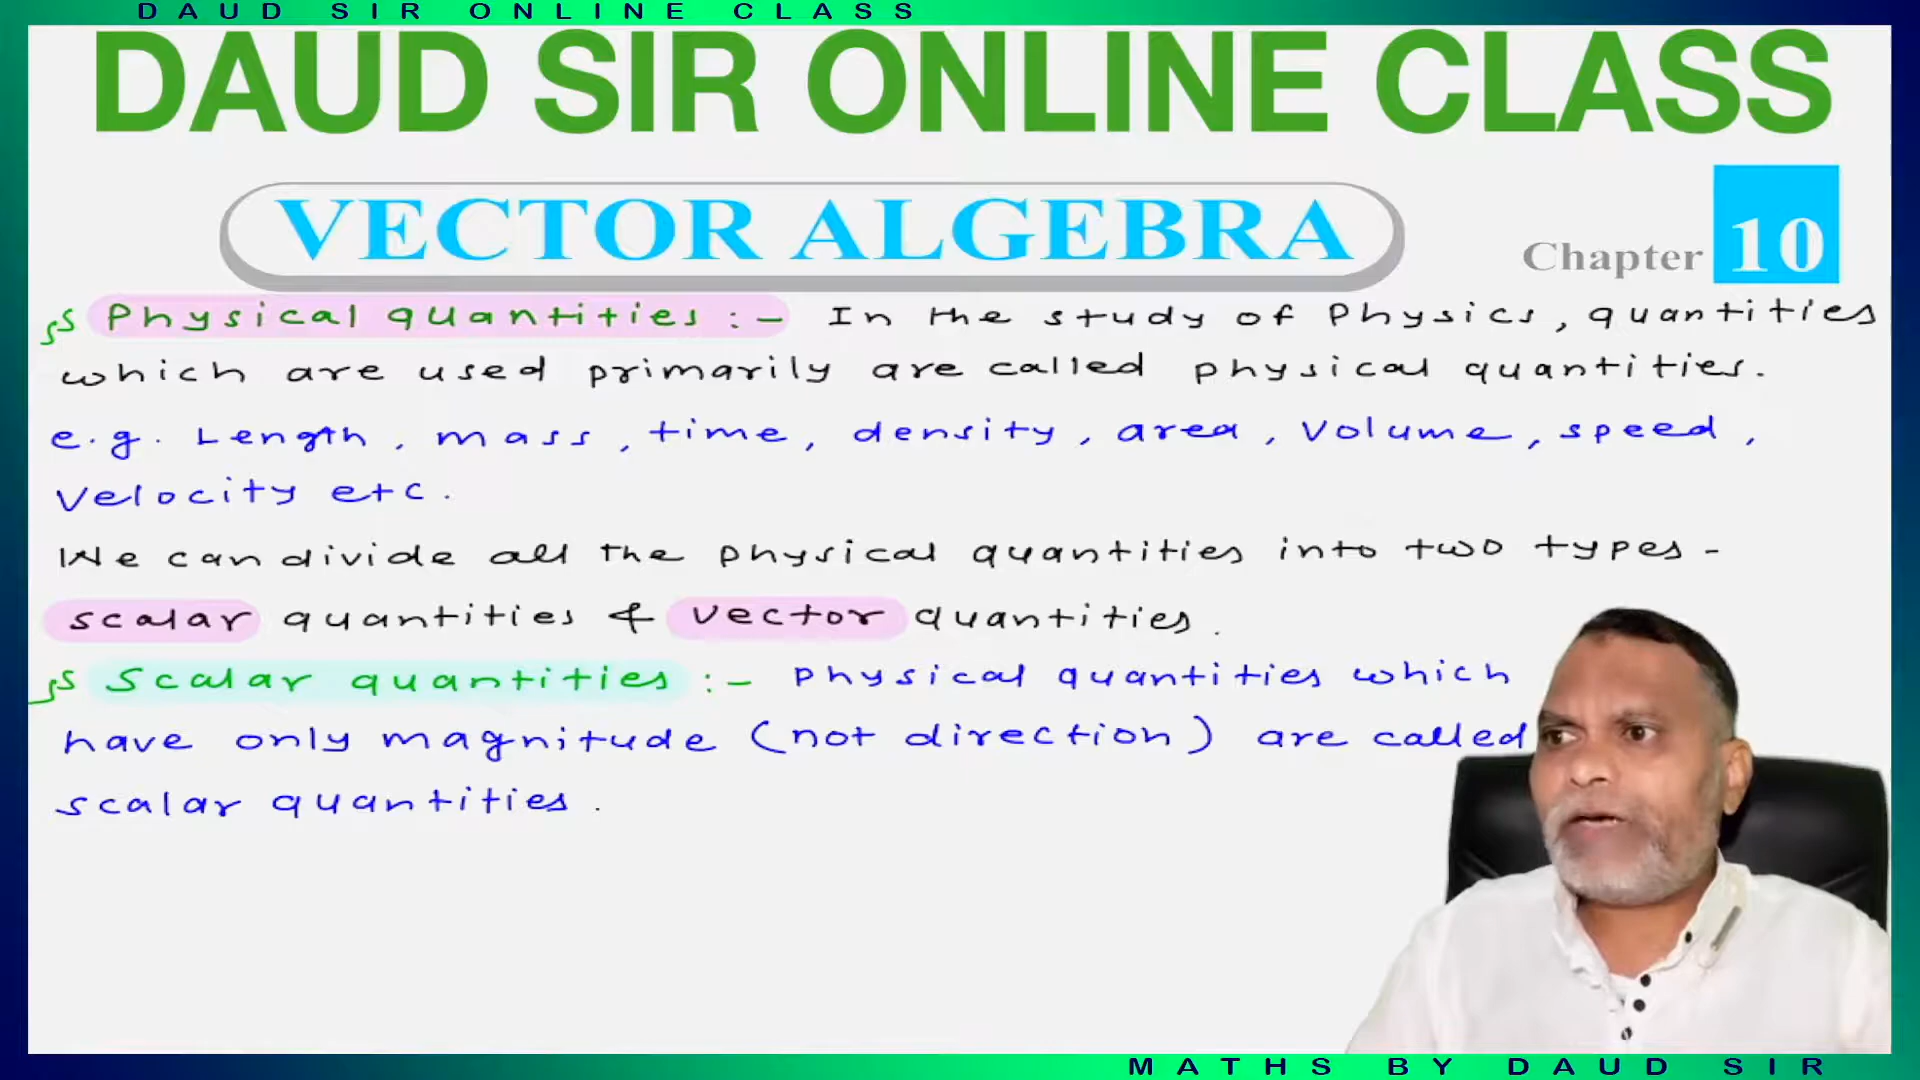 DAUD SIR ONLINE CLASS
DAUD SIR ONLINE CLASS
VECTOR ALGEBRA
Chapter 10
Physical quantities :- In the study of Physics, quantities
which are used primarily are called physical quantities.
e.g. Length, mass, time, density, area, Volume, speed,
Velocity etc.
We can divide all the physical quantities into two types -
scalar quantities & vector quantities.
Scalar quantities :- Physical quantities which
have only magnitude (not direction) are called
scalar quantities.
MATHS BY DAUD SIR